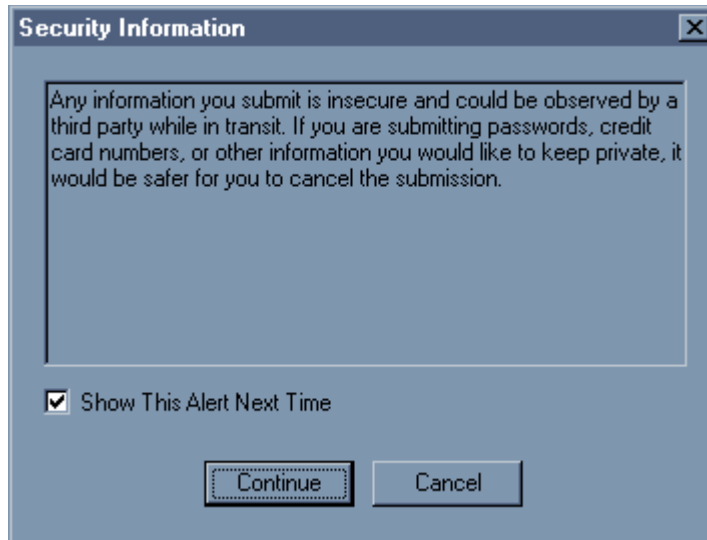 Security Information
Any information you submit is insecure and could be observed by a
third party while in transit. If you are submitting passwords, credit
card numbers, or other information you would like to keep private, it
would be safer for you to cancel the submission.
Show This Alert Next Time
Continue
Cancel